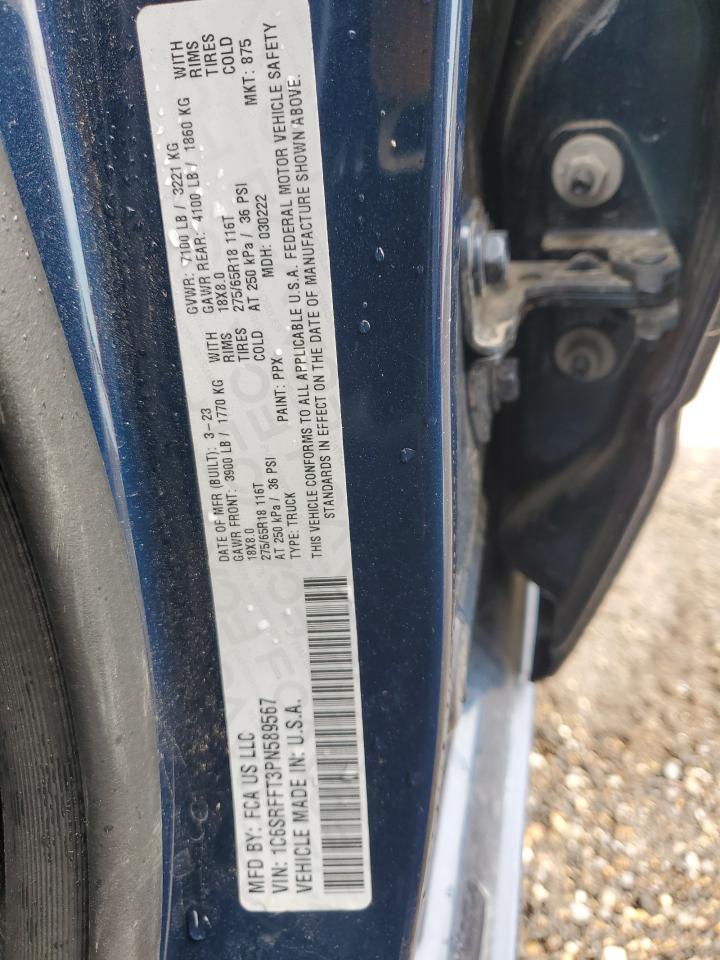 MFD BY: FCA US LLC
VIN: 1C6SRFFT3PN589567
VEHICLE MADE IN: U.S.A.
DATE OF MFR (BUILT): 3-23
GAWR FRONT: 3900 LB / 1770 KG WITH
18X8.0 RIMS
275/65R18 116T TIRES
AT 250 kPa / 36 PSI COLD
TYPE: TRUCK PAINT: PPX
GVWR: 7100 LB / 3221 KG
GAWR REAR: 4100 LB / 1860 KG WITH
18X8.0 RIMS
275/65R18 116T TIRES
AT 250 kPa / 36 PSI COLD
MDH: 030222 MKT: 875
THIS VEHICLE CONFORMS TO ALL APPLICABLE U.S.A. FEDERAL MOTOR VEHICLE SAFETY
STANDARDS IN EFFECT ON THE DATE OF MANUFACTURE SHOWN ABOVE.